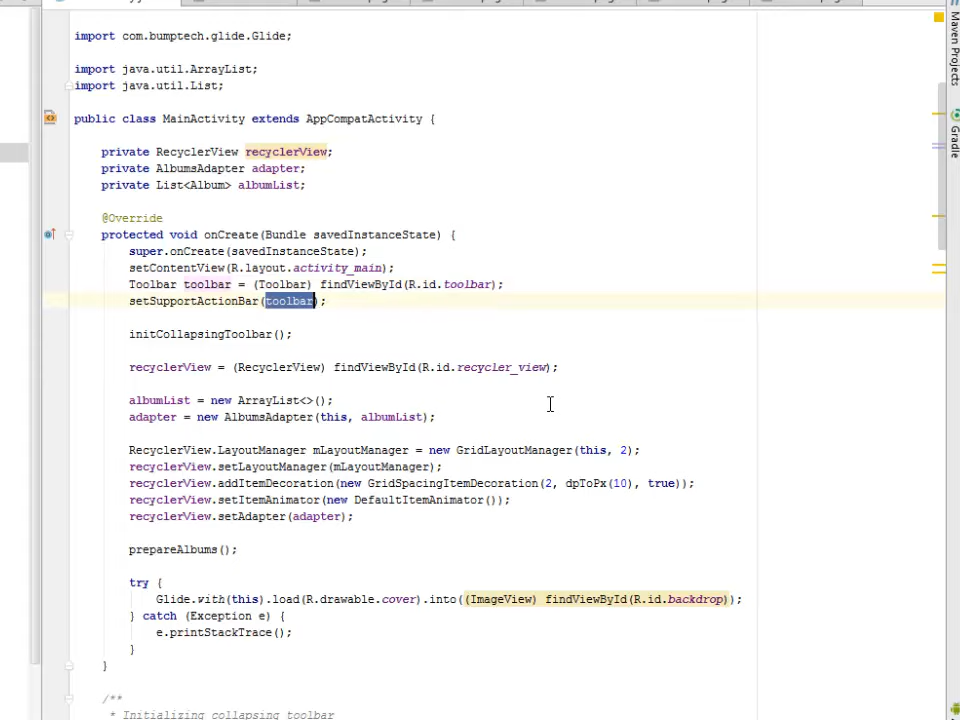 import com.bumptech.glide.Glide;
import java.util.ArrayList;
import java.util.List;
public class MainActivity extends AppCompatActivity {
private RecyclerView recyclerView;
private AlbumsAdapter adapter;
private List<Album> albumList;
@Override
protected void onCreate(Bundle savedInstanceState) {
super.onCreate(savedInstanceState);
setContentView(R.layout.activity_main);
Toolbar toolbar = (Toolbar) findViewById(R.id.toolbar);
setSupportActionBar(toolbar);
initCollapsingToolbar();
recyclerView = (RecyclerView) findViewById(R.id.recycler_view);
albumList = new ArrayList<>();
adapter = new AlbumsAdapter(this, albumList);
RecyclerView.LayoutManager mLayoutManager = new GridLayoutManager(this, 2);
recyclerView.setLayoutManager(mLayoutManager);
recyclerView.addItemDecoration(new GridSpacingItemDecoration(2, dpToPx(10), true));
recyclerView.setItemAnimator(new DefaultItemAnimator());
recyclerView.setAdapter(adapter);
prepareAlbums();
try {
Glide.with(this).load(R.drawable.cover).into((ImageView) findViewById(R.id.backdrop));
} catch (Exception e) {
e.printStackTrace();
}
}
/**
* Initializing collapsing toolbar
Maven Projects
Gradle